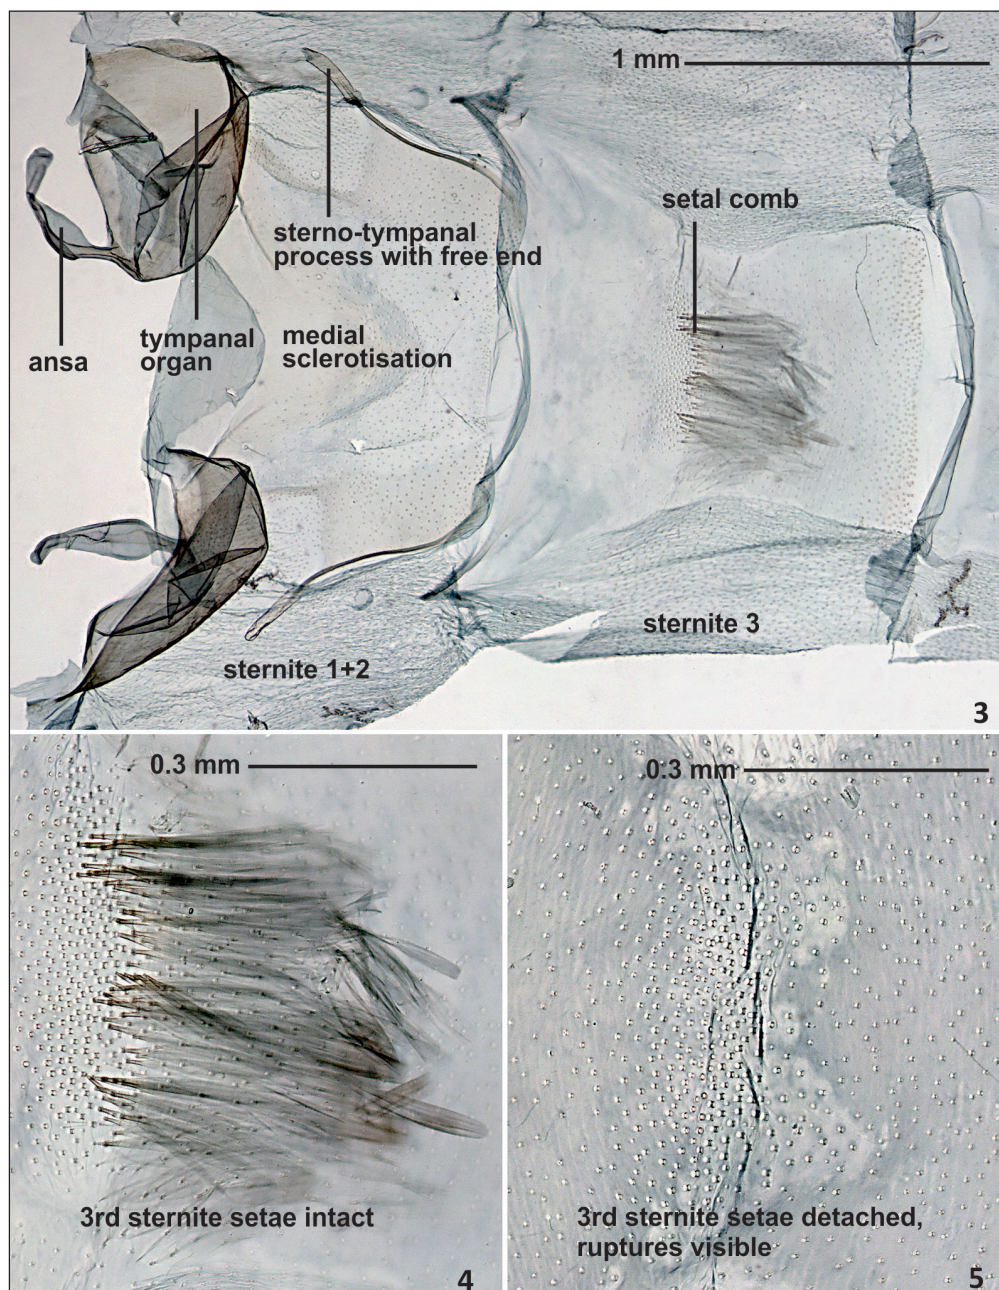 1 mm
setal comb
sterno-tympanal
process with free end
ansa
tympanal
organ
medial
sclerotisation
sternite 3
sternite 1+2
3
0.3 mm
3rd sternite setae intact
4
0.3 mm
3rd sternite setae detached,
ruptures visible
5